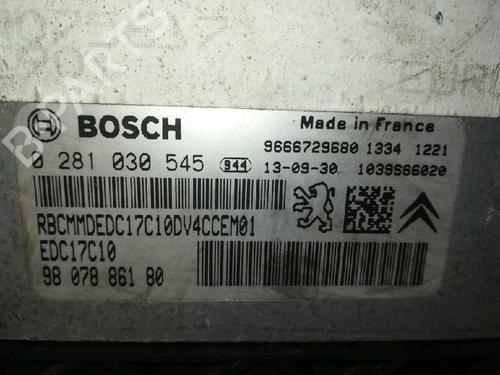 B-PARTS
BOSCH
Made in France
9666729680 1334 1221
0 281 030 545 944 13-09-30 1039S66020
RBCMMDEDC17C10DV4CCEM01
EDC17C10
98 078 861 80